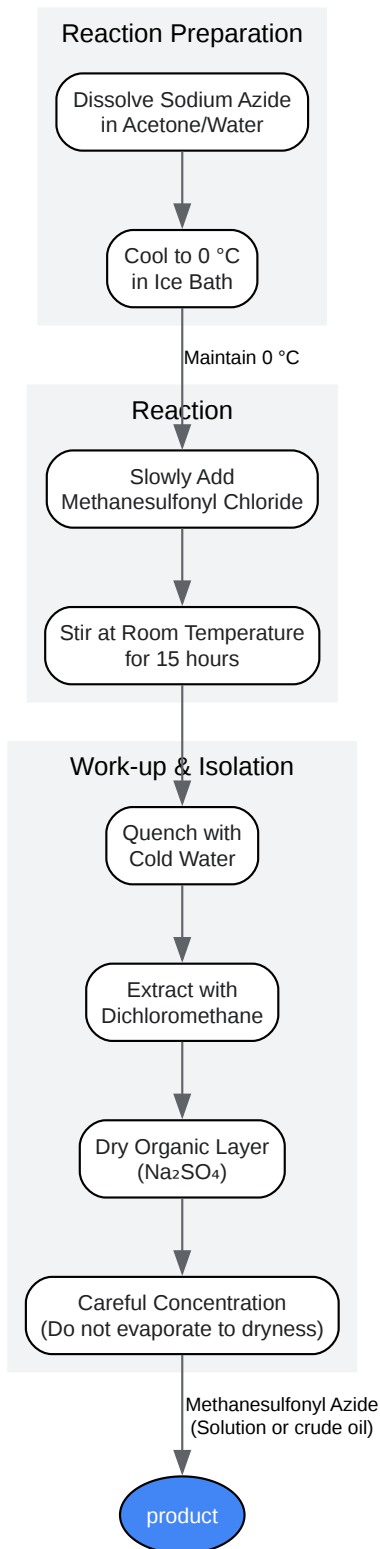 Reaction Preparation
Dissolve Sodium Azide
in Acetone/Water
Cool to 0 °C
in Ice Bath
Maintain 0 °C
Reaction
Slowly Add
Methanesulfonyl Chloride
Stir at Room Temperature
for 15 hours
Work-up & Isolation
Quench with
Cold Water
Extract with
Dichloromethane
Dry Organic Layer
(Na₂SO₄)
Careful Concentration
(Do not evaporate to dryness)
Methanesulfonyl Azide
(Solution or crude oil)
product